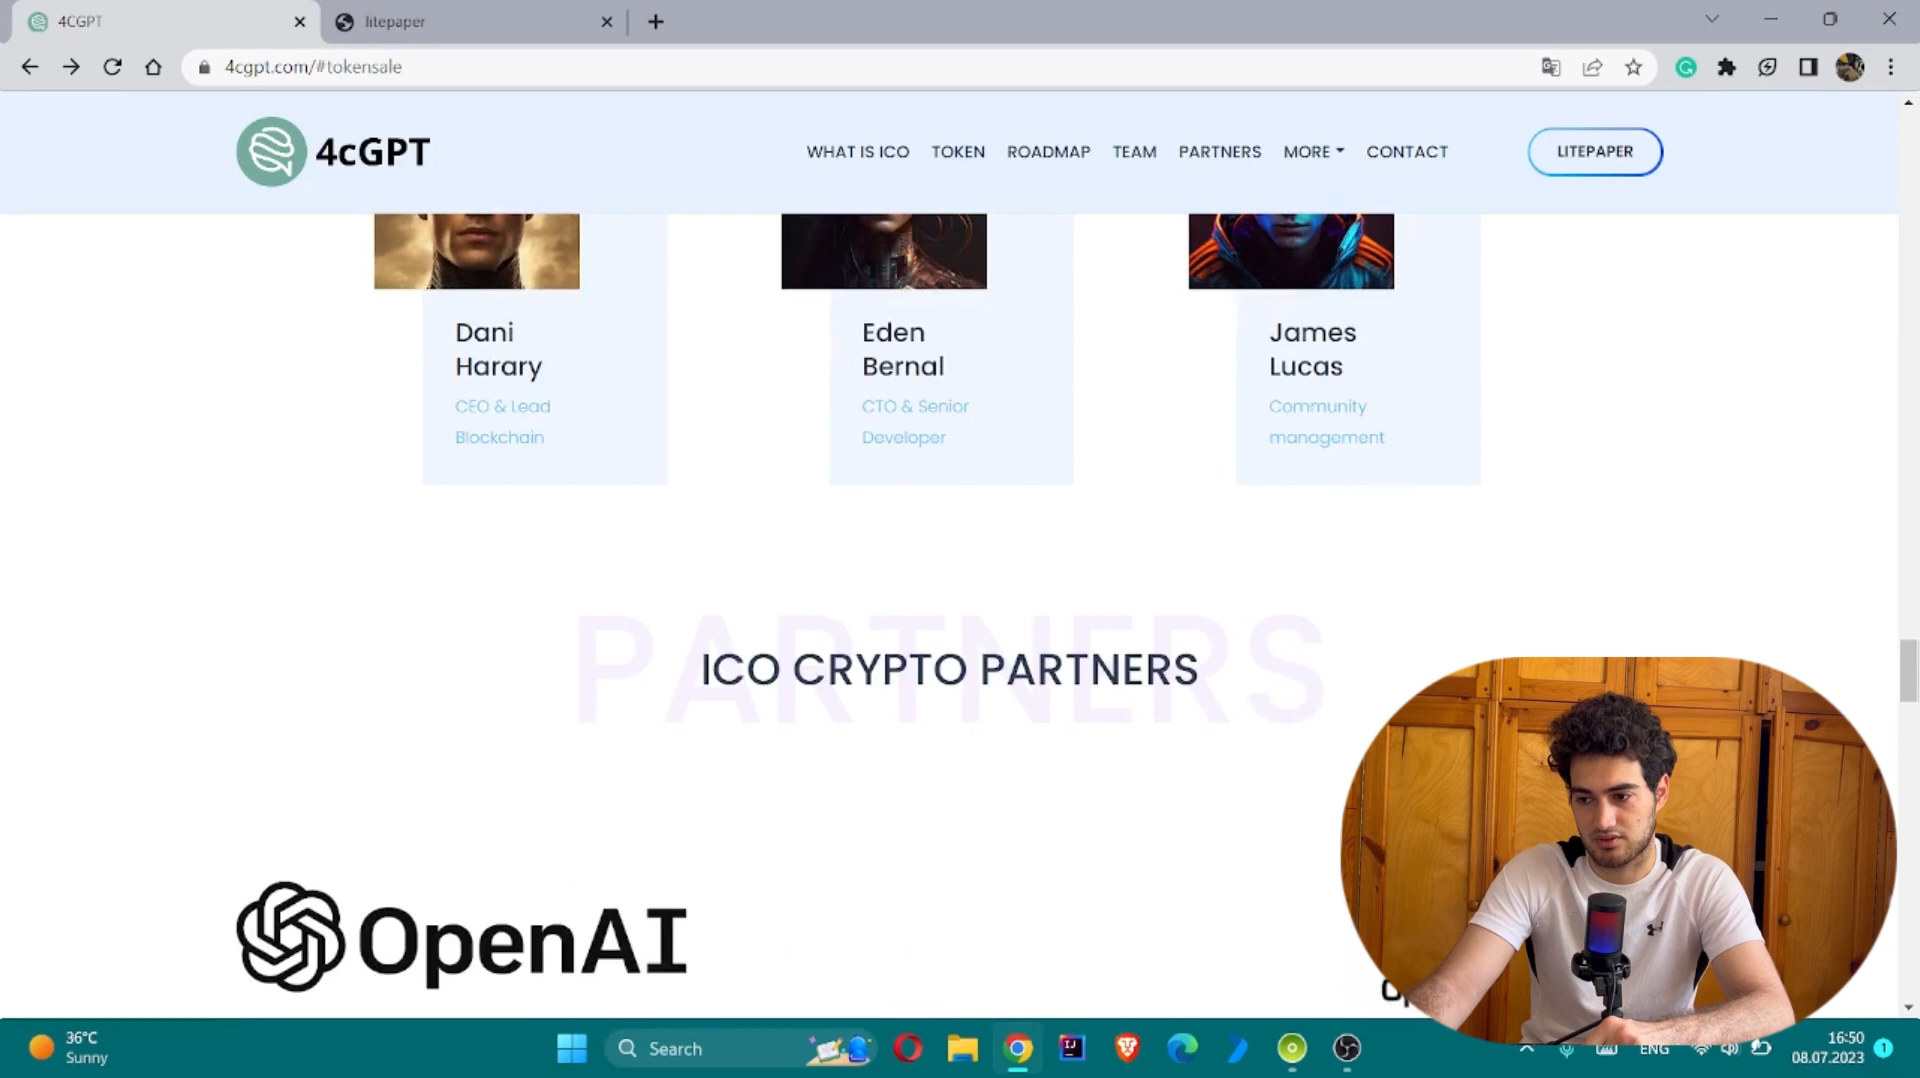 4CGPT
litepaper
4cgpt.com/#tokensale
4cGPT
WHAT IS ICO
TOKEN
ROADMAP
TEAM
PARTNERS
MORE
CONTACT
LITEPAPER
Dani
Harary
CEO & Lead
Blockchain
Eden
Bernal
CTO & Senior
Developer
James
Lucas
Community
management
PARTNERS
ICO CRYPTO PARTNERS
OpenAI
36°C
Sunny
Search
ENG
16:50
08.07.2023
1